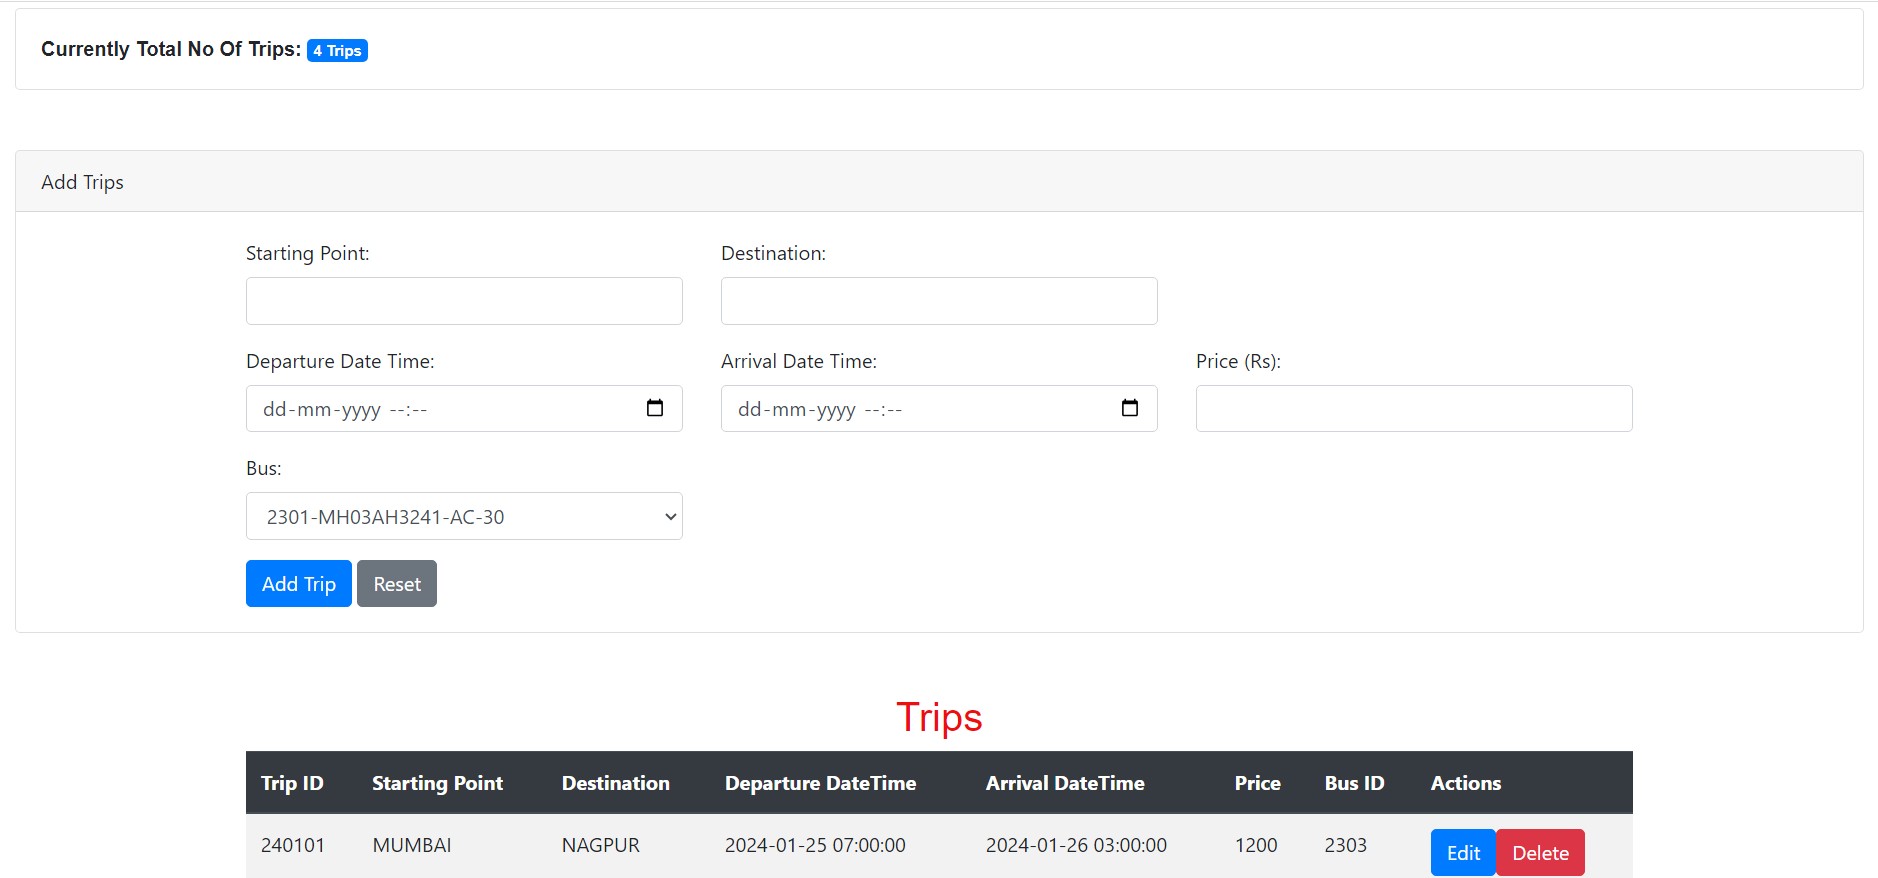 Currently Total No Of Trips: 4 Trips
Add Trips
Starting Point: Destination:
Departure Date Time: Arrival Date Time: Price (Rs):
dd-mm-yyyy --:-- dd-mm-yyyy --:--
Bus:
2301-MH03AH3241-AC-30
Add Trip Reset
Trips
Trip ID Starting Point Destination Departure DateTime Arrival DateTime Price Bus ID Actions
240101 MUMBAI NAGPUR 2024-01-25 07:00:00 2024-01-26 03:00:00 1200 2303 Edit Delete